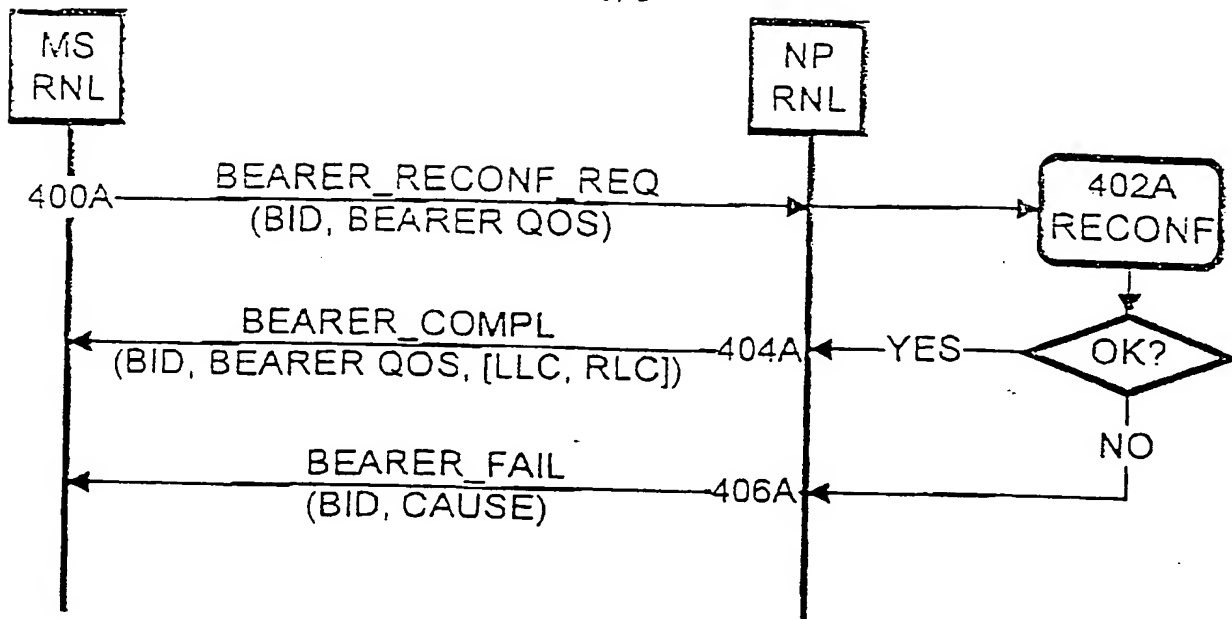 MS
RNL
NP
RNL
400A
BEARER_RECONF_REQ
(BID, BEARER QOS)
402A
RECONF
BEARER_COMPL
(BID, BEARER QOS, [LLC, RLC])
404A
YES
OK?
NO
BEARER_FAIL
(BID, CAUSE)
406A